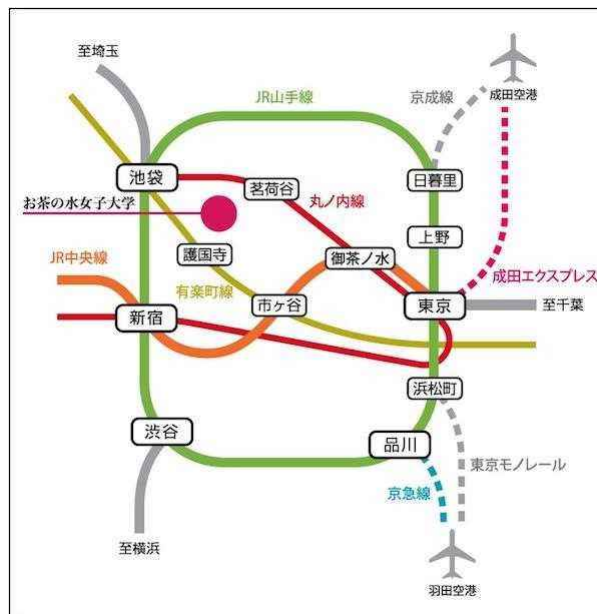 至埼玉
JR山手線
京成線
成田空港
池袋
茗荷谷
丸ノ内線
日暮里
お茶の水女子大学
上野
護国寺
御茶ノ水
JR中央線
成田エクスプレス
有楽町線
市ヶ谷
東京
至千葉
新宿
浜松町
渋谷
品川
東京モノレール
京急線
至横浜
羽田空港